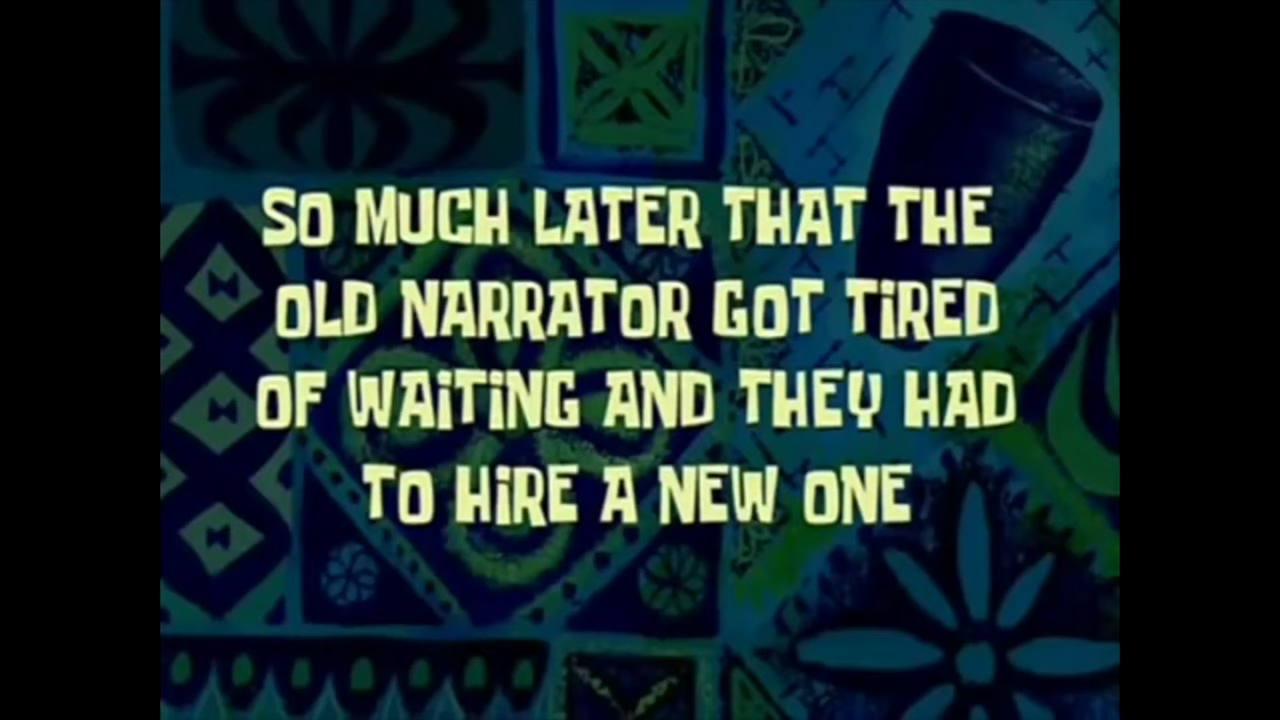 SO MUCH LATER THAT THE
OLD NARRATOR GOT TiRED
OF WAiTiNG AND THEY HAD
TO HiRE A NEW ONE